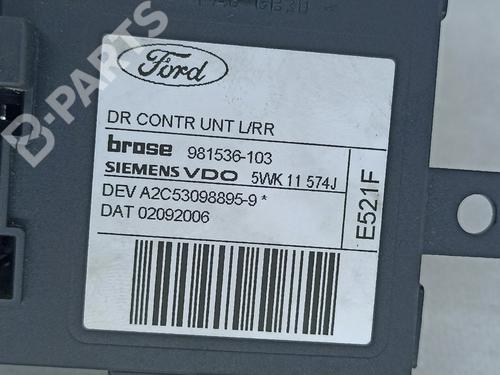 B-PARTS
Ford
DR CONTR UNT L/RR
brose 981536-103
SIEMENS VDO 5WK 11 574J
DEV A2C53098895-9 *
DAT 02092006
E521F